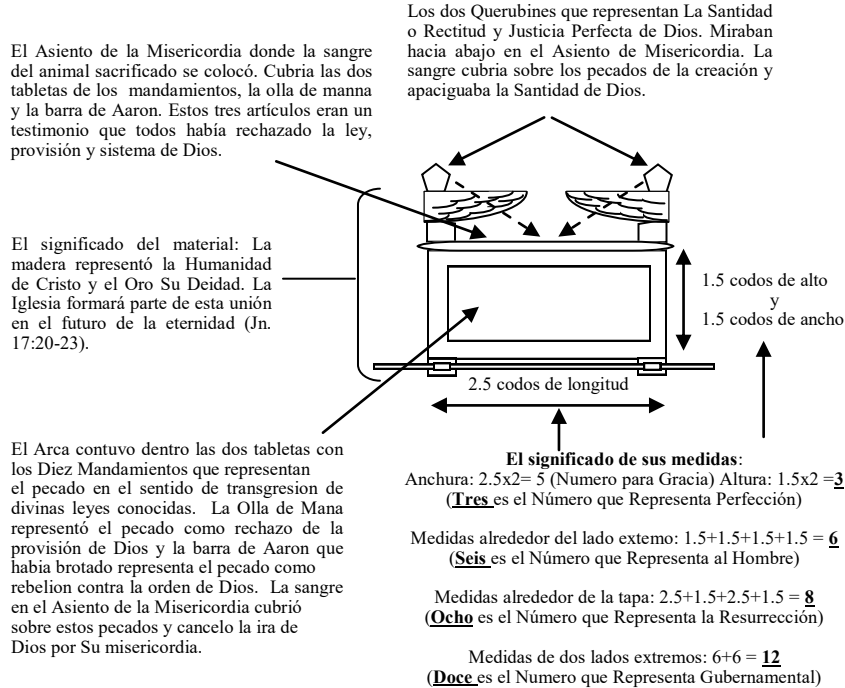 Los dos Querubines que representan La Santidad
o Rectitud y Justicia Perfecta de Dios. Miraban
hacia abajo en el Asiento de Misericordia. La
sangre cubria sobre los pecados de la creación y
apaciguaba la Santidad de Dios.
El Asiento de la Misericordia donde la sangre
del animal sacrificado se colocó. Cubria las dos
tabletas de los mandamientos, la olla de manna
y la barra de Aaron. Estos tres artículos eran un
testimonio que todos había rechazado la ley,
provisión y sistema de Dios.
El significado del material: La
madera representó la Humanidad
de Cristo y el Oro Su Deidad. La
Iglesia formará parte de esta unión
en el futuro de la eternidad (Jn.
17:20-23).
1.5 codos de alto
y
1.5 codos de ancho
2.5 codos de longitud
El Arca contuvo dentro las dos tabletas con
los Diez Mandamientos que representan
el pecado en el sentido de transgresion de
divinas leyes conocidas. La Olla de Mana
representó el pecado como rechazo de la
provisión de Dios y la barra de Aaron que
habia brotado representa el pecado como
rebelion contra la orden de Dios. La sangre
en el Asiento de la Misericordia cubrió
sobre estos pecados y cancelo la ira de
Dios por Su misericordia.
El significado de sus medidas:
Anchura: 2.5x2= 5 (Numero para Gracia) Altura: 1.5x2 =3
(Tres es el Número que Representa Perfección)
Medidas alrededor del lado extemo: 1.5+1.5+1.5+1.5 = 6
(Seis es el Número que Representa al Hombre)
Medidas alrededor de la tapa: 2.5+1.5+2.5+1.5 = 8
(Ocho es el Número que Representa la Resurrección)
Medidas de dos lados extremos: 6+6 = 12
(Doce es el Numero que Representa Gubernamental)